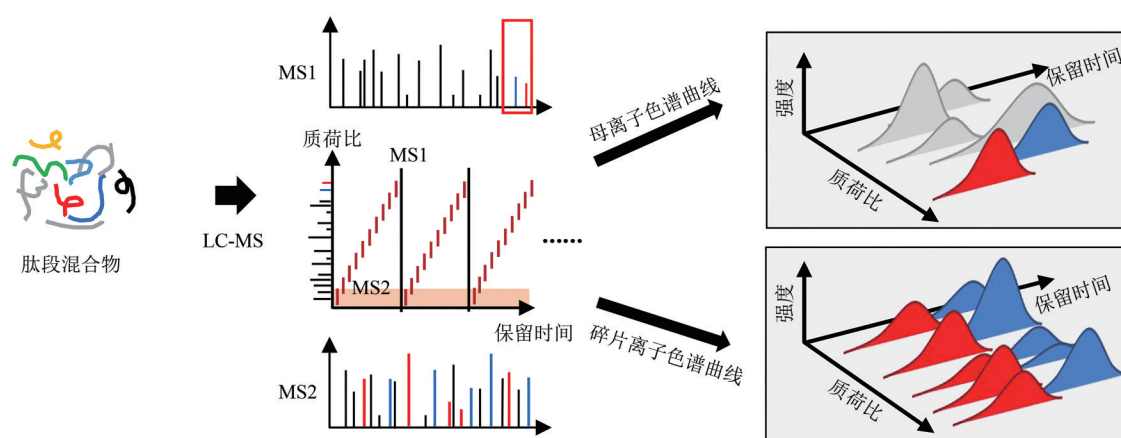 肽段混合物
LC-MS
MS1
质荷比
MS1
MS2
保留时间
……
MS2
母离子色谱曲线
碎片离子色谱曲线
强度
保留时间
质荷比
强度
保留时间
质荷比